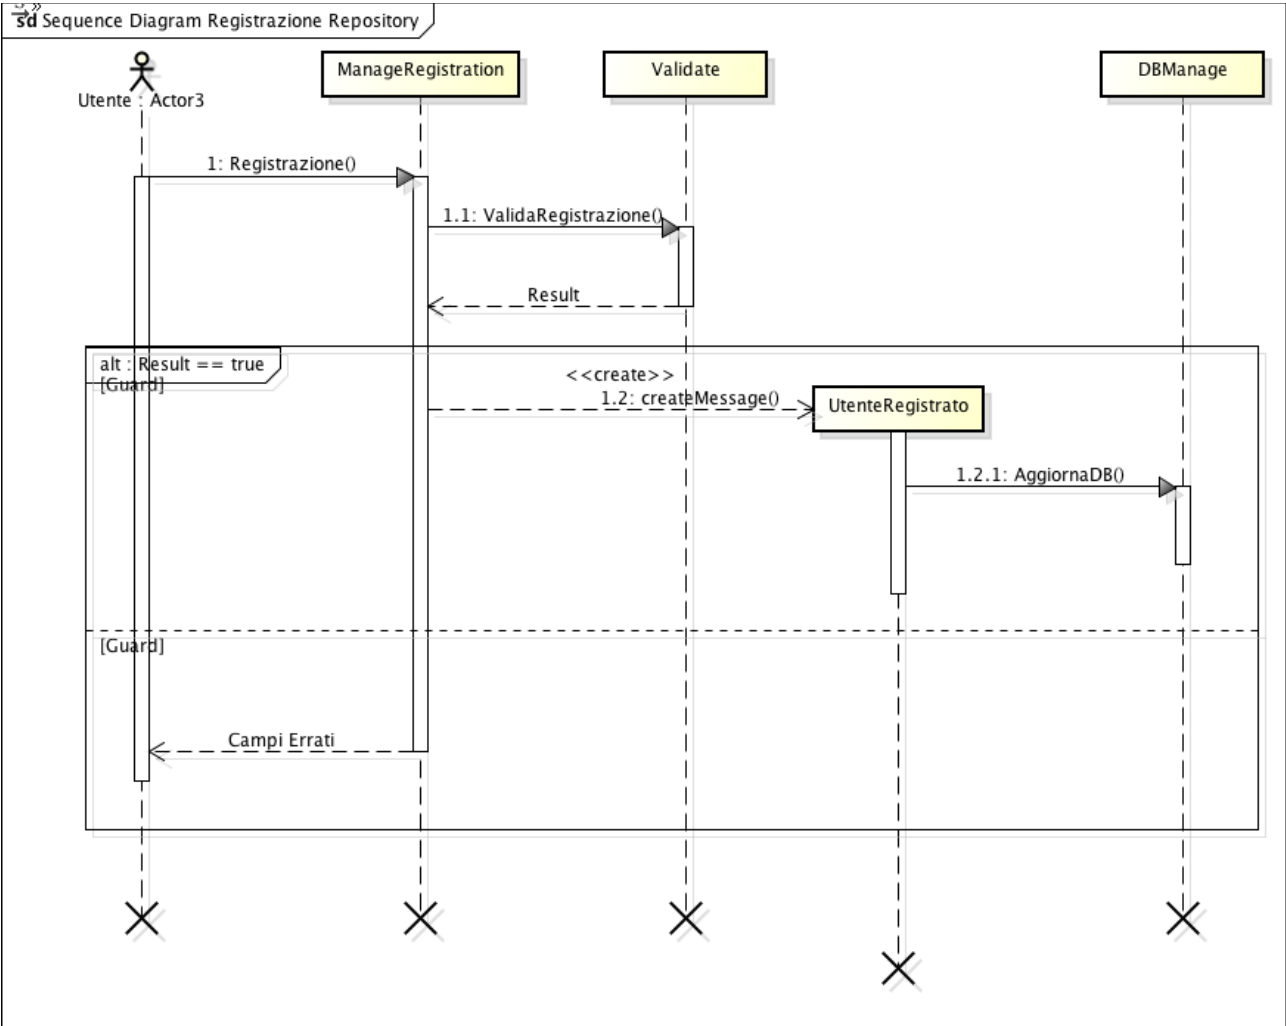 sd Sequence Diagram Registrazione Repository
Utente : Actor3
ManageRegistration
Validate
DBManage
1: Registrazione()
1.1: ValidaRegistrazione()
Result
alt : Result == true
[Guard]
<<create>>
1.2: createMessage()
UtenteRegistrato
1.2.1: AggiornaDB()
[Guard]
Campi Errati